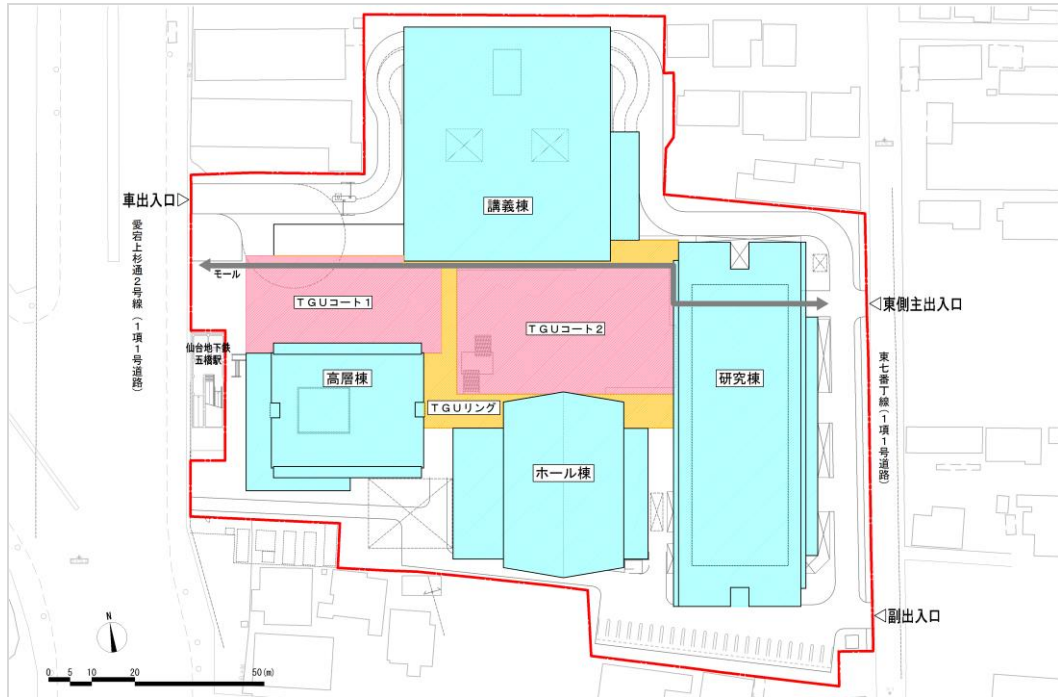 講義棟
車出入口▷
愛宕上杉通2号線(1項1号道路)
モール
TGUコート1
TGUコート2
◁東側主出入口
仙台地下鉄
五橋駅
高層棟
研究棟
TGUリング
東七番丁線(1項1号道路)
ホール棟
◁副出入口
N
0 5 10 20 50(m)